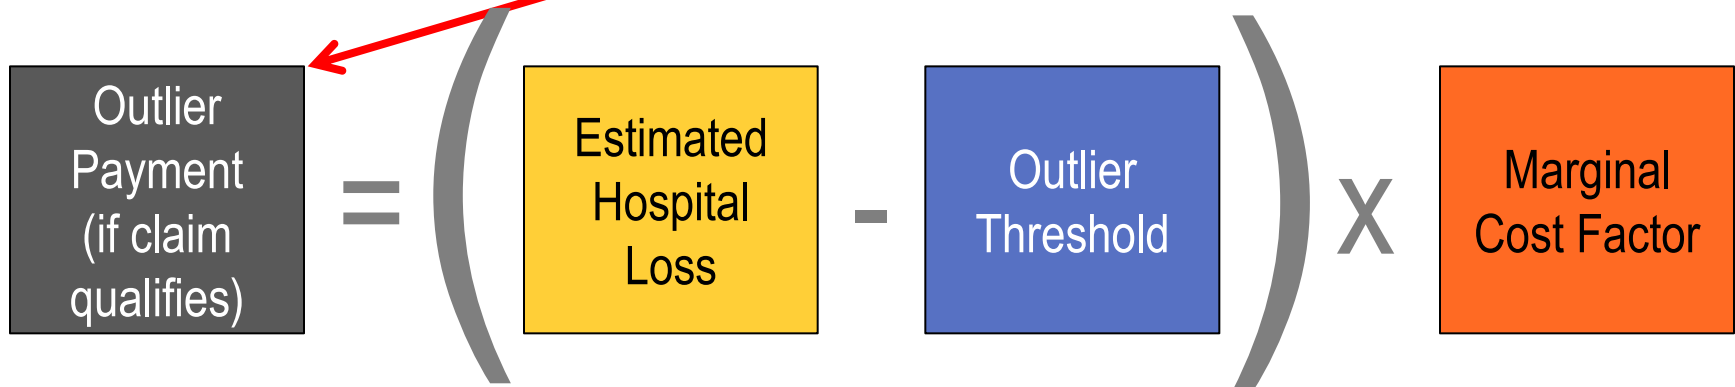 Outlier
Payment
(if claim
qualifies)
=
(
Estimated
Hospital
Loss
-
Outlier
Threshold
)
x
Marginal
Cost Factor